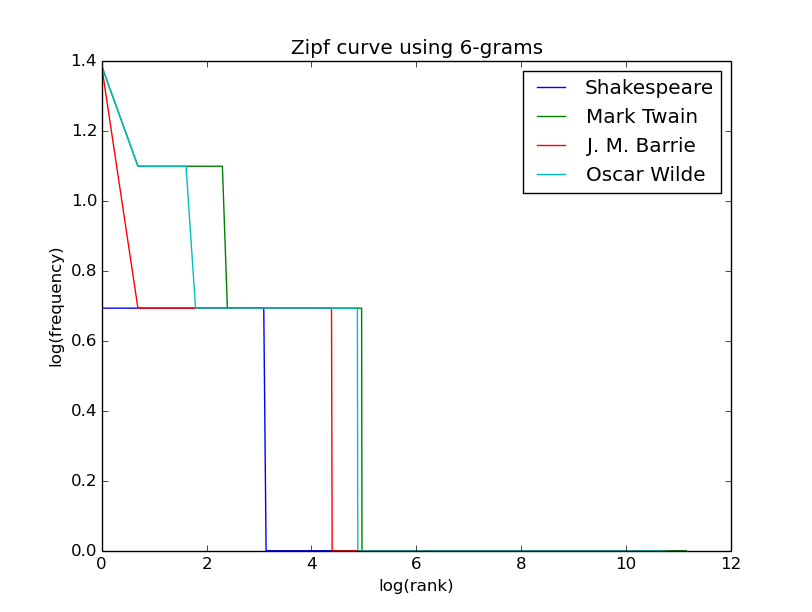 Zipf curve using 6-grams
1.4
1.2
1.0
0.8
0.6
0.4
0.2
0.0
log(frequency)
Shakespeare
Mark Twain
J. M. Barrie
Oscar Wilde
0 2 4 6 8 10 12
log(rank)